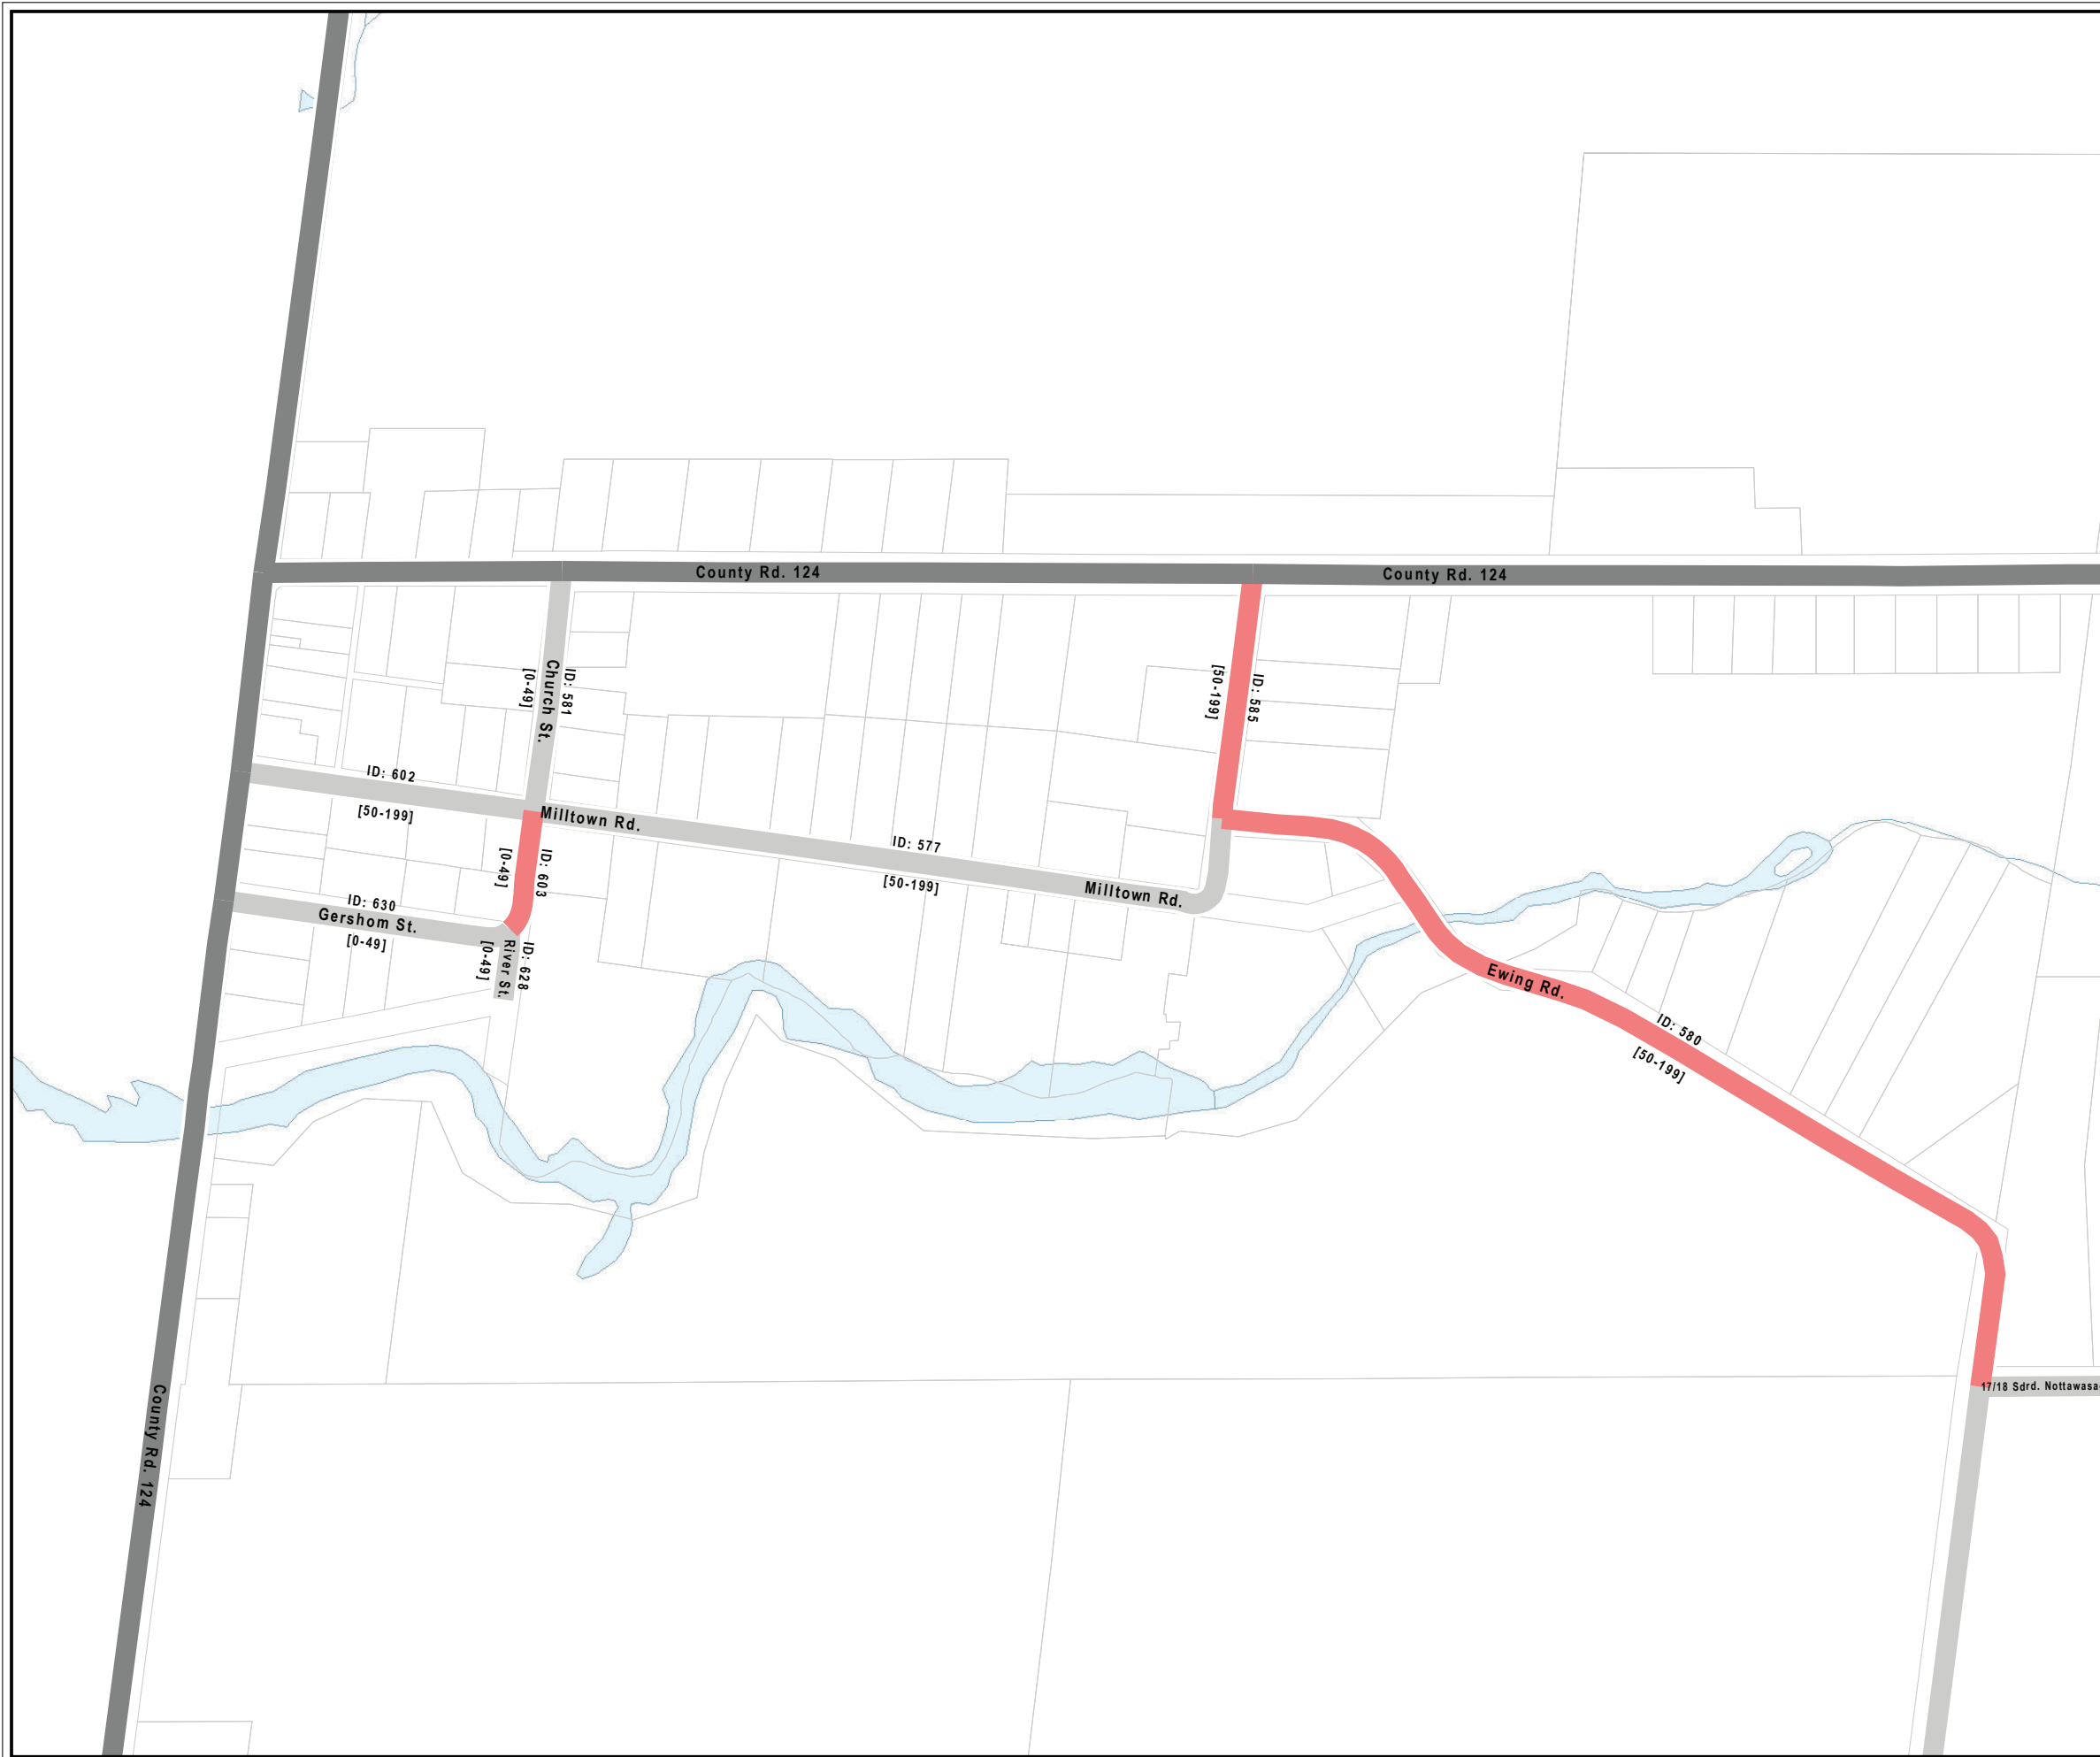 County Rd. 124
County Rd. 124
Church St.
ID: 581
[0-49]
[50-199]
ID: 585
ID: 602
[50-199]
Milltown Rd.
ID: 577
[50-199]
Milltown Rd.
[0-49]
ID: 603
ID: 630
Gershom St.
[0-49]
[0-49]
River St.
ID: 628
Ewing Rd.
ID: 580
[50-199]
County Rd. 124
17/18 Sdrd. Nottawasa